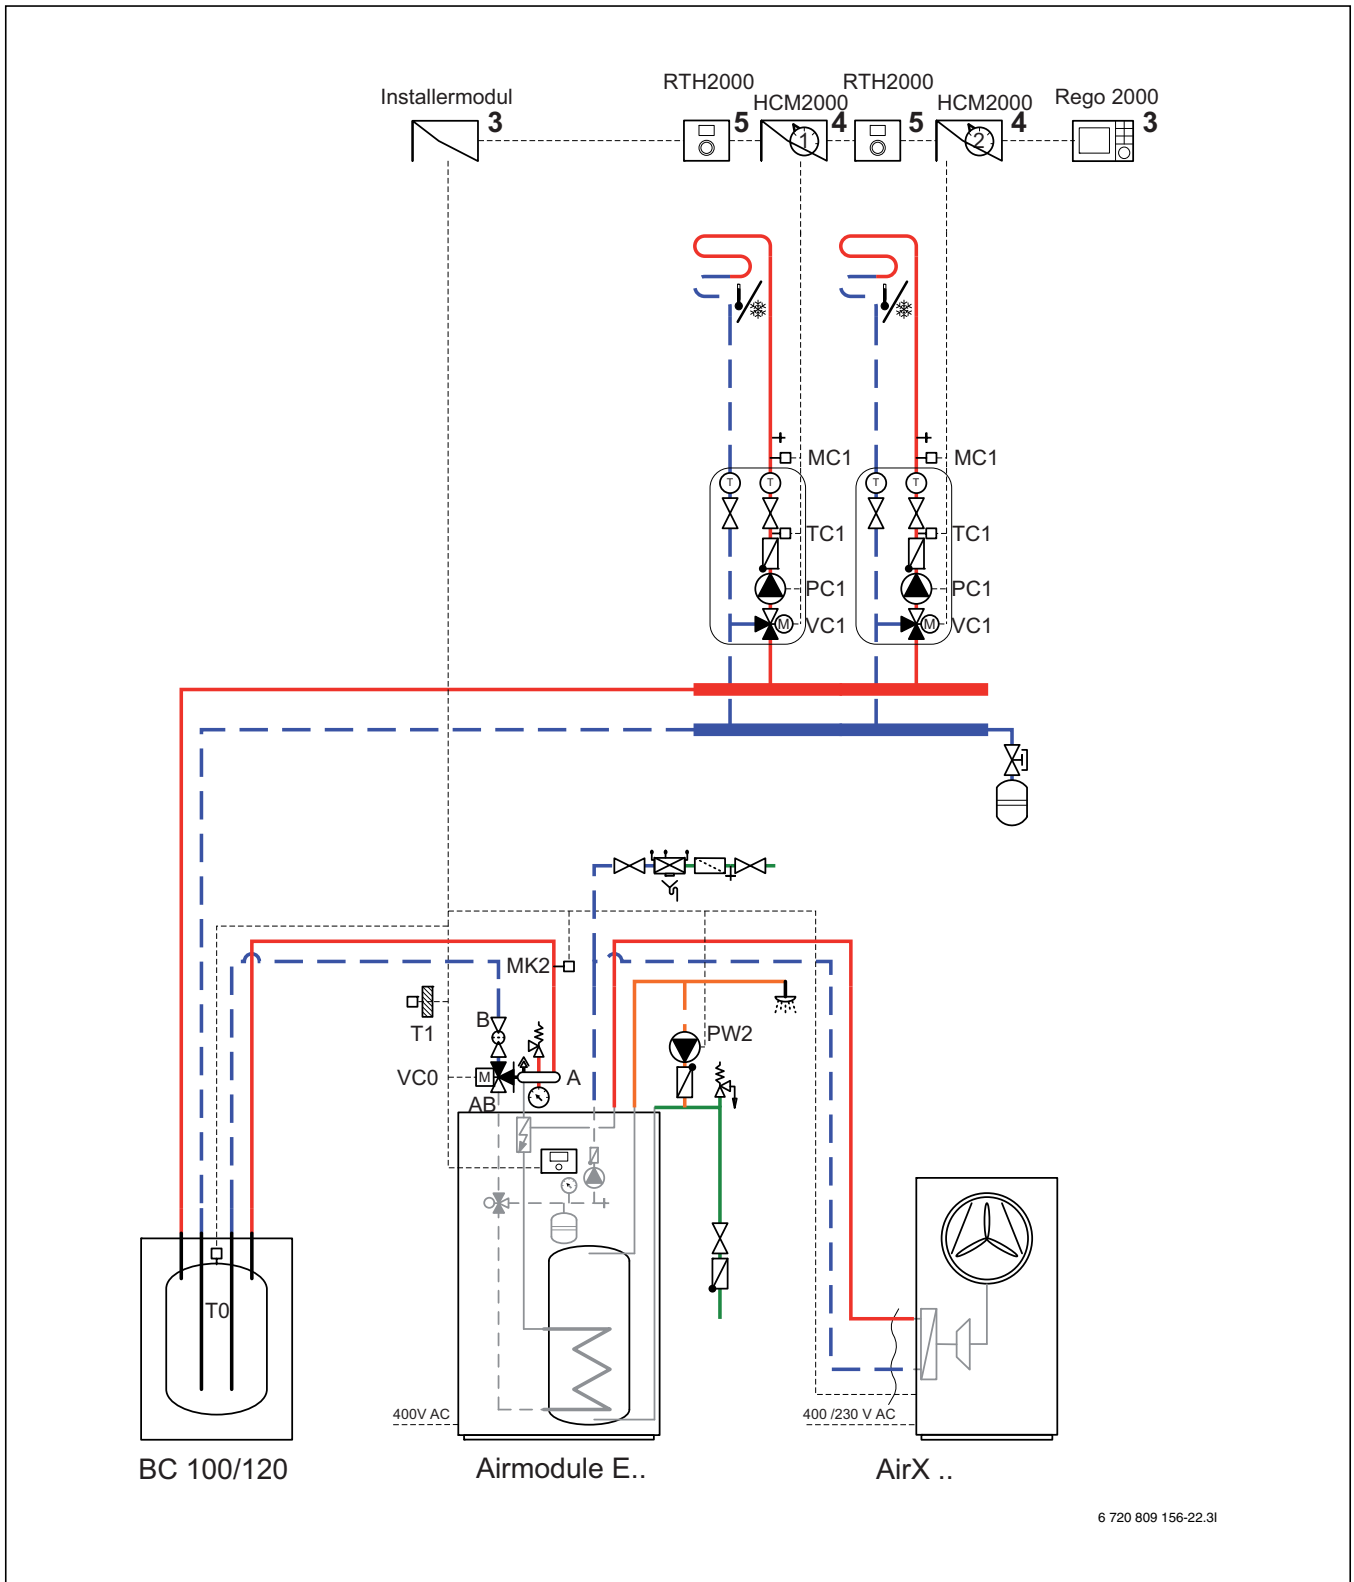 Installermodul
3
RTH2000
5
HCM2000
4
1
RTH2000
5
HCM2000
4
2
Rego 2000
3
MC1
MC1
T
T
T
T
TC1
TC1
PC1
PC1
M
VC1
M
VC1
MK2
T1
B
PW2
VC0
M
A
AB
T0
400V AC
400 /230 V AC
BC 100/120
Airmodule E..
AirX ..
6 720 809 156-22.3I